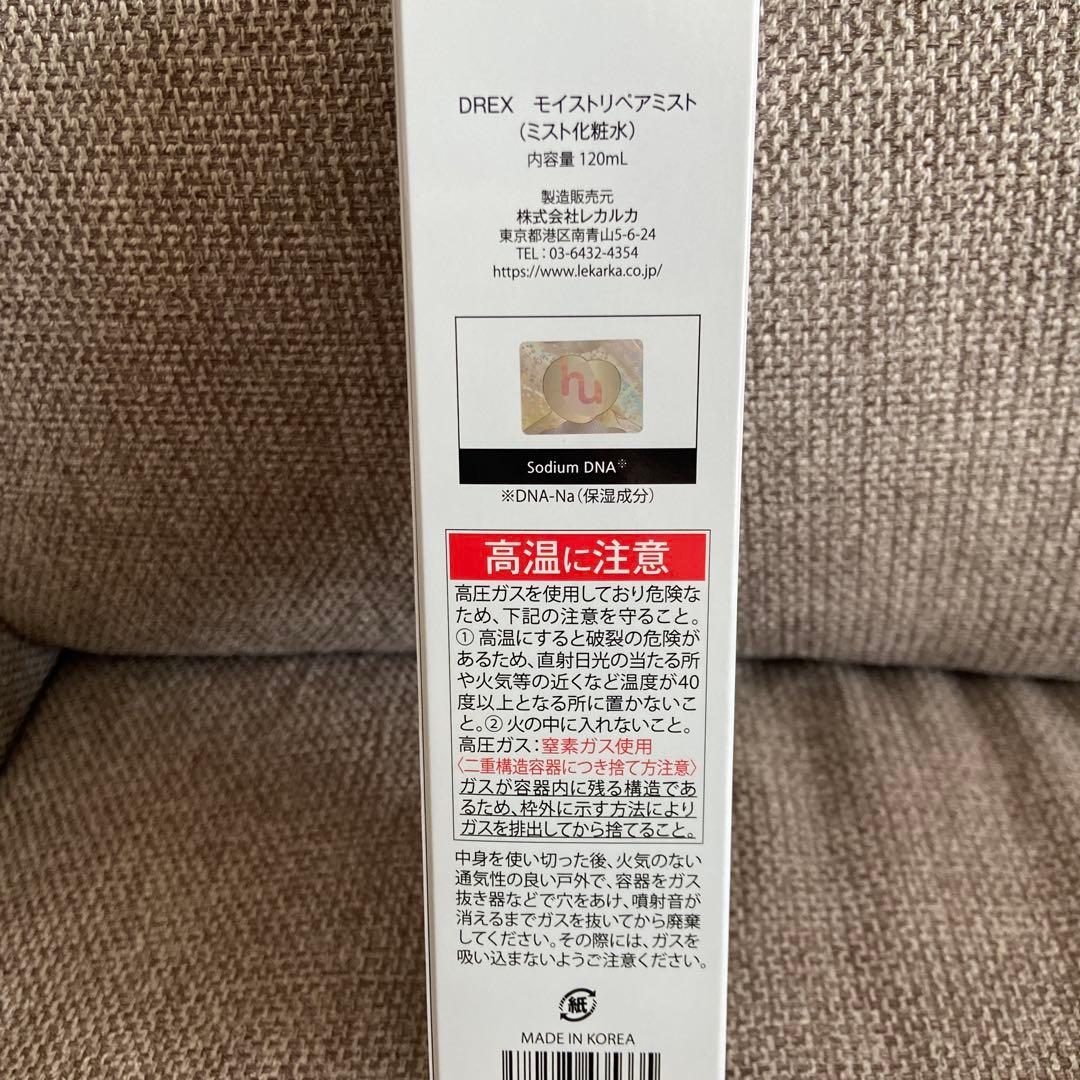 DREX　モイストリペアミスト
（ミスト化粧水）
内容量 120mL
製造販売元
株式会社レカルカ
東京都港区南青山5-6-24
TEL：03-6432-4354
https://www.lekarka.co.jp/
hu
Sodium DNA※
※DNA-Na（保湿成分）
高温に注意
高圧ガスを使用しており危険な
ため、下記の注意を守ること。
① 高温にすると破裂の危険が
あるため、直射日光の当たる所
や火気等の近くなど温度が40
度以上となる所に置かないこ
と。② 火の中に入れないこと。
高圧ガス：窒素ガス使用
〈二重構造容器につき捨て方注意〉
ガスが容器内に残る構造であ
るため、枠外に示す方法により
ガスを排出してから捨てること。
中身を使い切った後、火気のない
通気性の良い戸外で、容器をガス
抜き器などで穴をあけ、噴射音が
消えるまでガスを抜いてから廃棄
してください。その際には、ガスを
吸い込まないようご注意ください。
紙
MADE IN KOREA